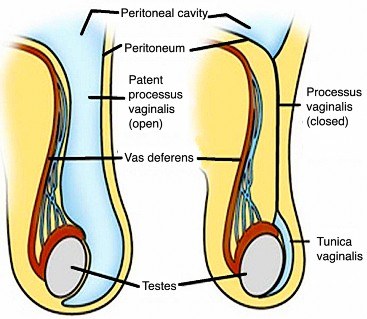 Peritoneal cavity
Peritoneum
Patent
processus
vaginalis
(open)
Processus
vaginalis
(closed)
Vas deferens
Tunica
vaginalis
Testes